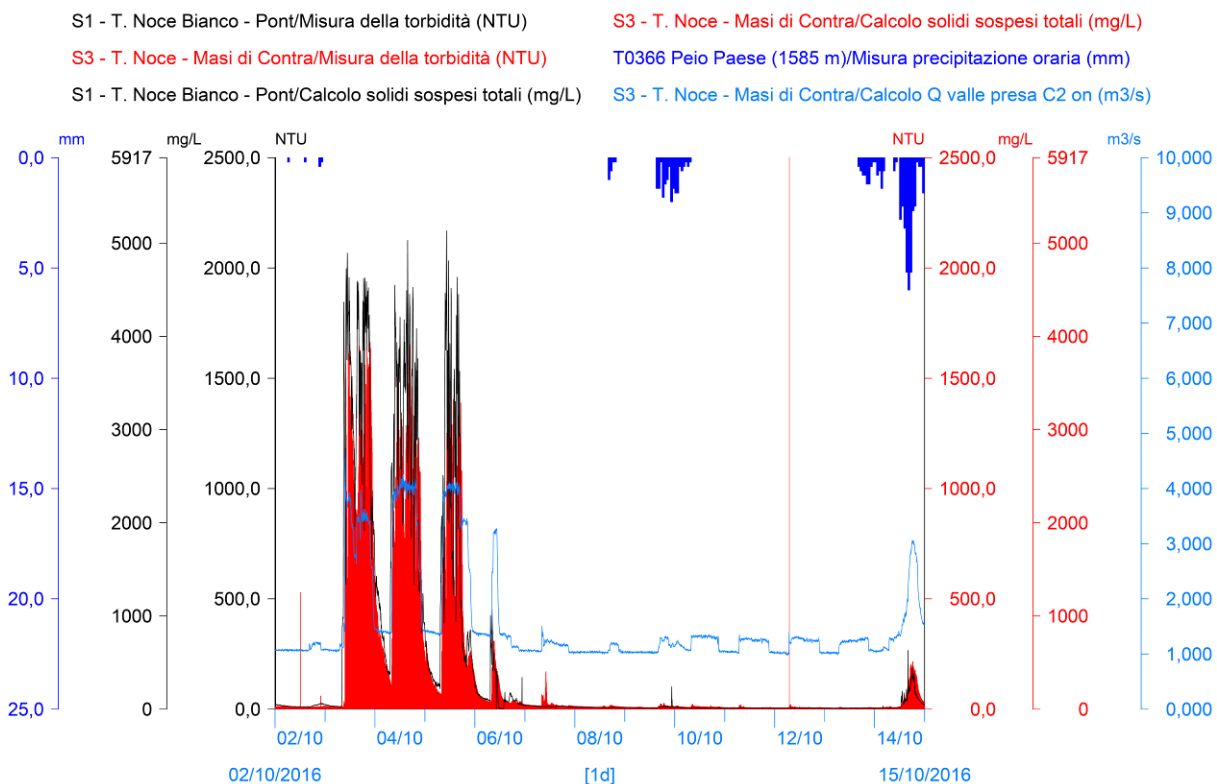 S1 - T. Noce Bianco - Pont/Misura della torbidità (NTU) S3 - T. Noce - Masi di Contra/Calcolo solidi sospesi totali (mg/L)
S3 - T. Noce - Masi di Contra/Misura della torbidità (NTU) T0366 Peio Paese (1585 m)/Misura precipitazione oraria (mm)
S1 - T. Noce Bianco - Pont/Calcolo solidi sospesi totali (mg/L) S3 - T. Noce - Masi di Contra/Calcolo Q valle presa C2 on (m3/s)
mm mg/L NTU NTU mg/L m3/s
0,0 5917 2500,0 2500,0 5917 10,000
9,000
5000 5000
5,0 2000,0 2000,0 8,000
7,000
4000 4000
10,0 1500,0 1500,0 6,000
3000 3000
5,000
15,0 1000,0 1000,0 4,000
2000 2000
3,000
20,0 500,0 500,0 2,000
1000 1000
1,000
25,0 0 0,0 0,0 0 0,000
02/10 04/10 06/10 08/10 10/10 12/10 14/10
02/10/2016 [1d] 15/10/2016